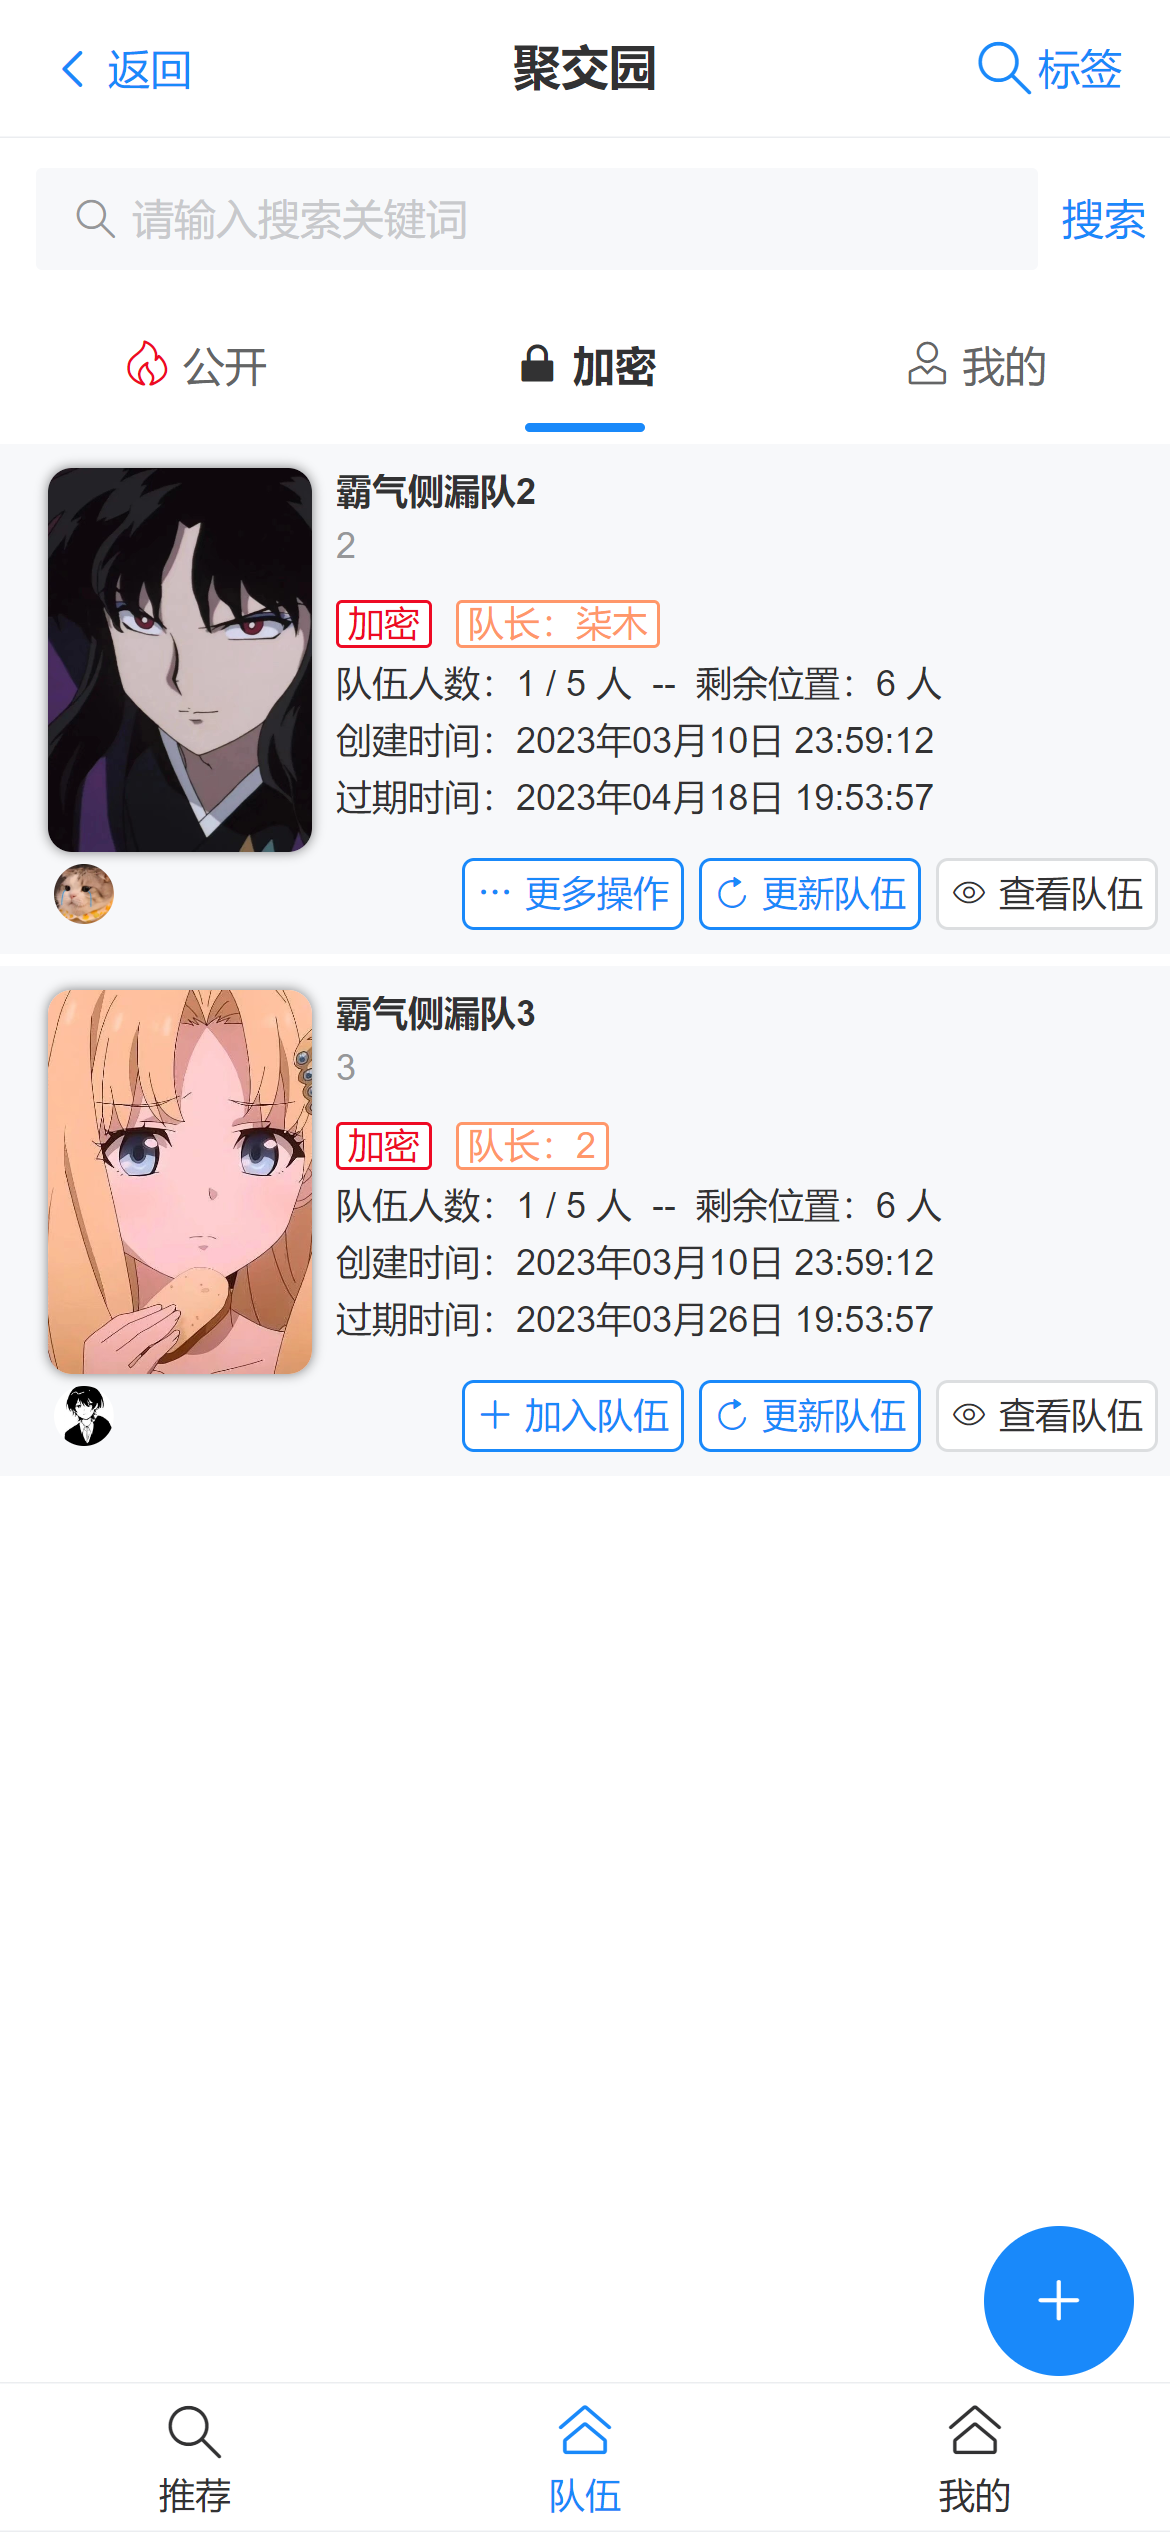 返回 聚交园 标签
请输入搜索关键词 搜索
公开 加密 我的
霸气侧漏队2
2
加密 队长：柒木
队伍人数：1 / 5 人 -- 剩余位置：6 人
创建时间：2023年03月10日 23:59:12
过期时间：2023年04月18日 19:53:57
更多操作 更新队伍 查看队伍
霸气侧漏队3
3
加密 队长：2
队伍人数：1 / 5 人 -- 剩余位置：6 人
创建时间：2023年03月10日 23:59:12
过期时间：2023年03月26日 19:53:57
加入队伍 更新队伍 查看队伍
推荐 队伍 我的